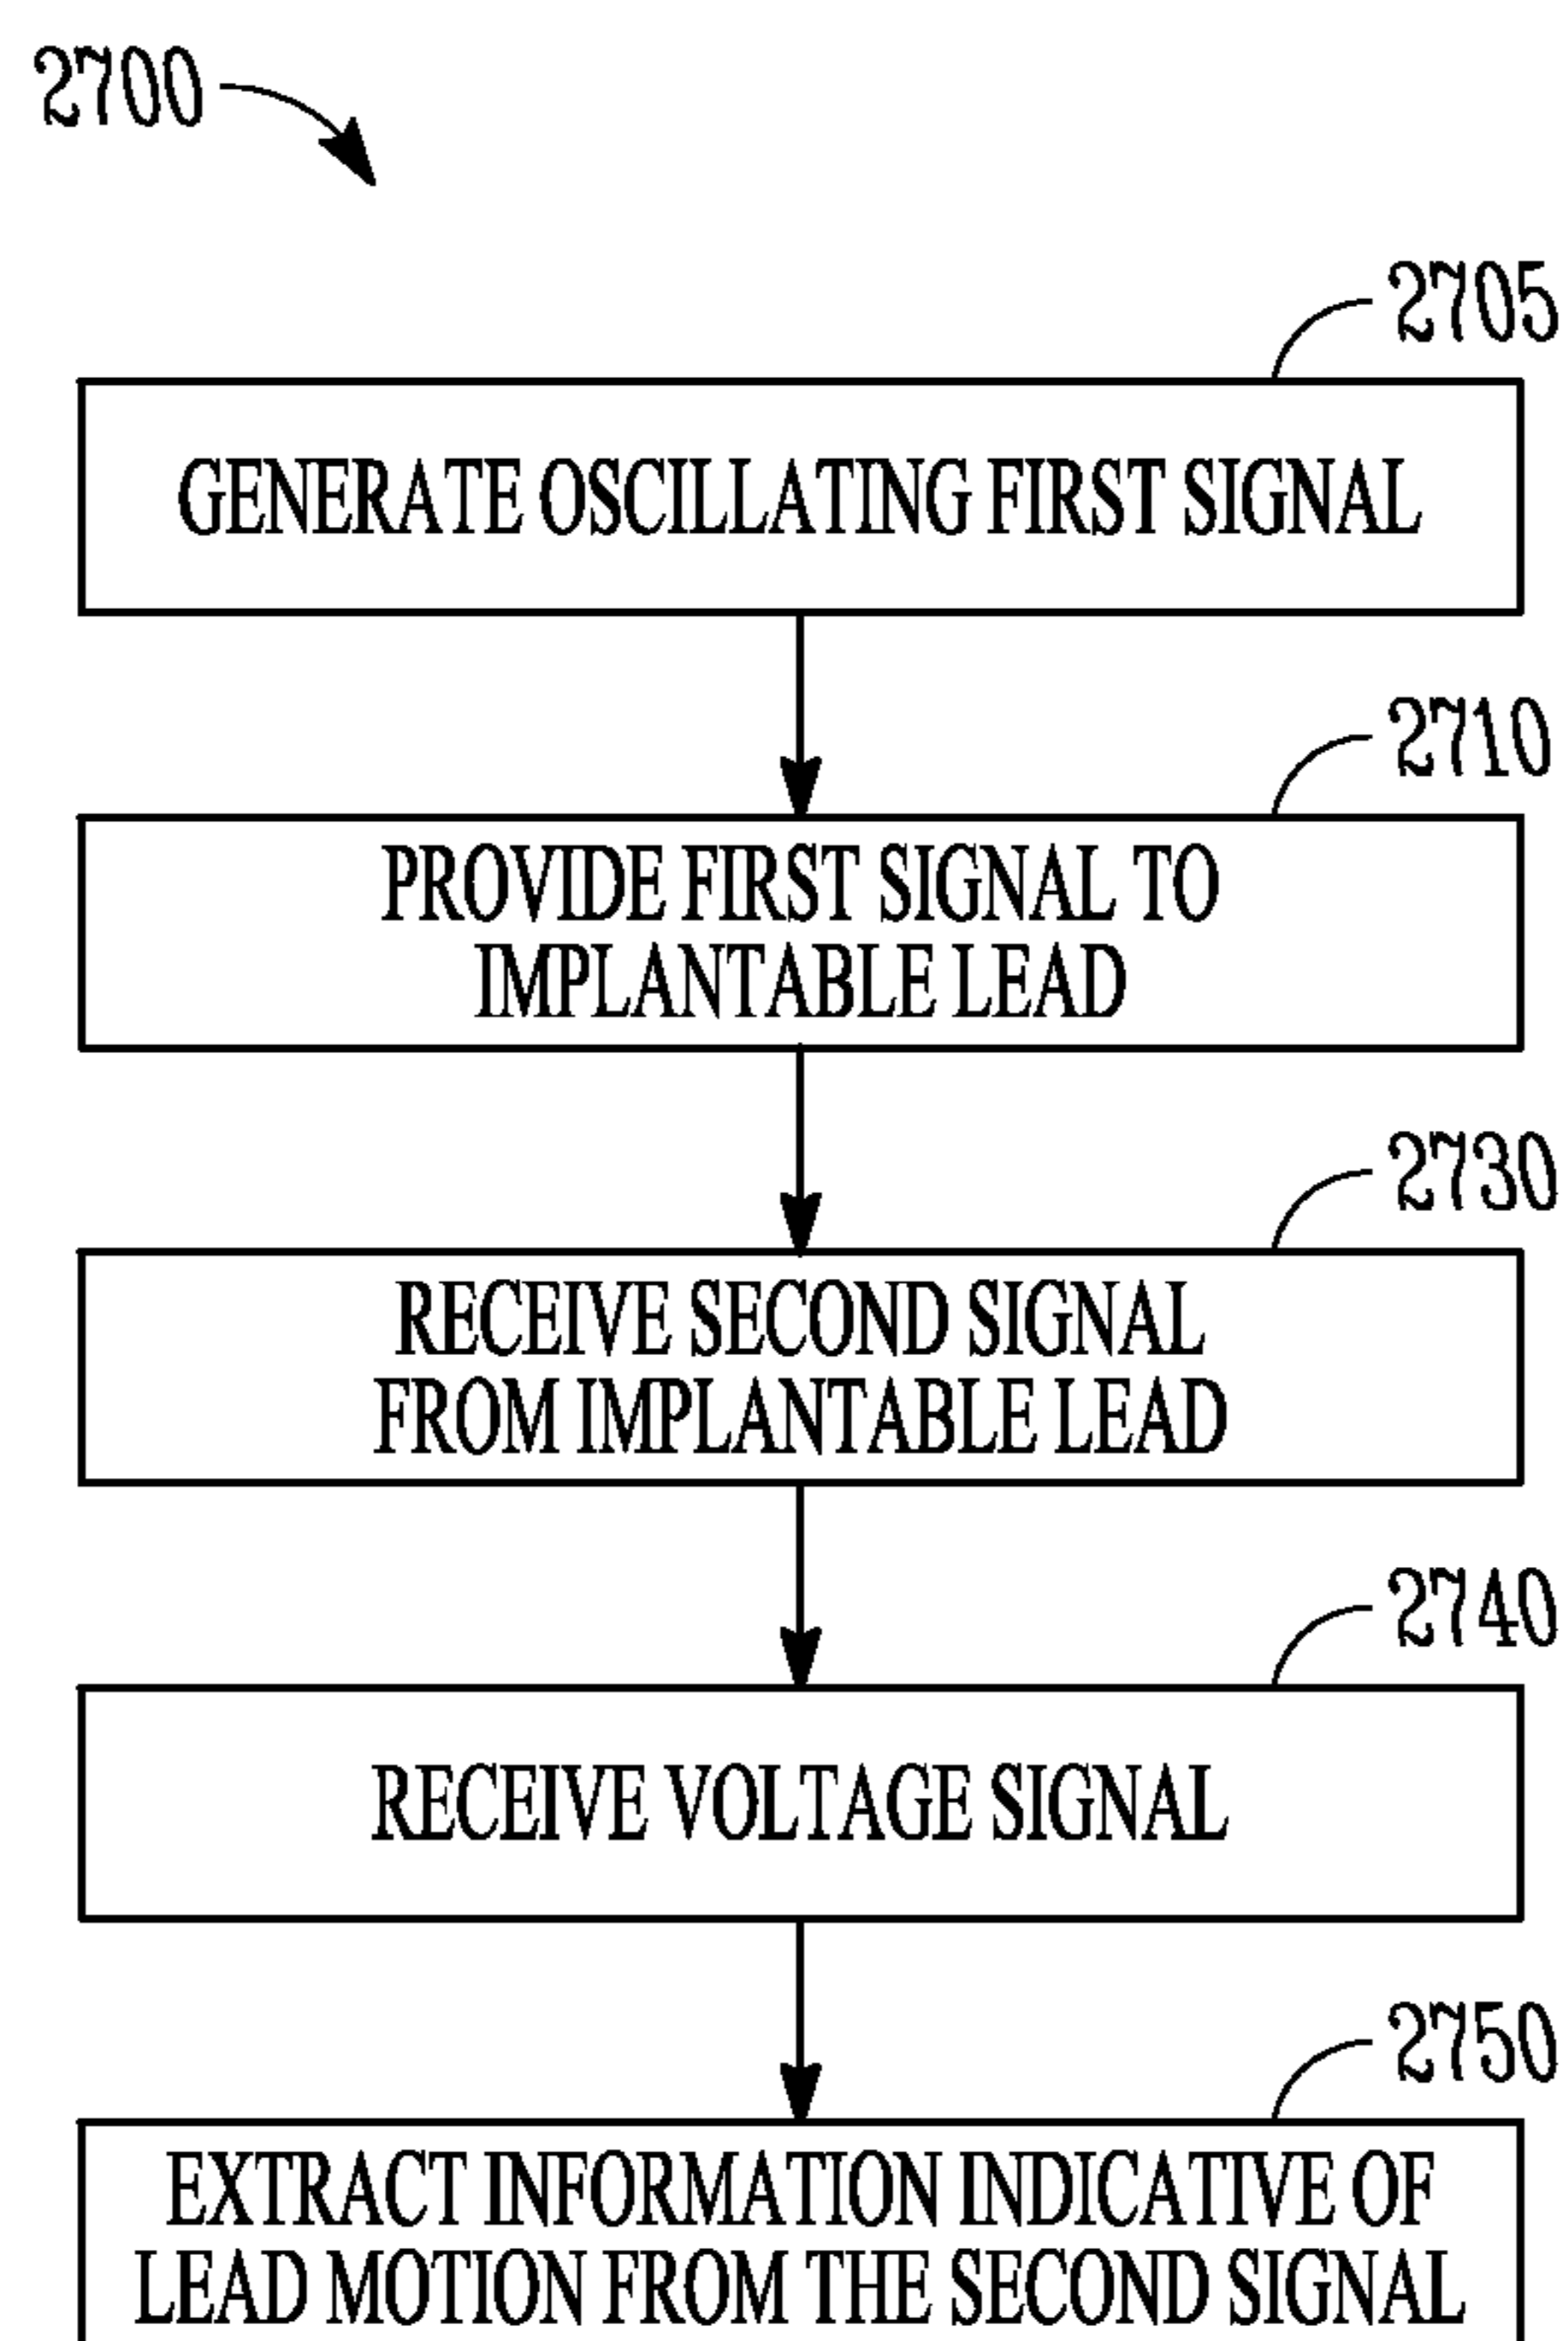 2700
2705
GENERATE OSCILLATING FIRST SIGNAL
2710
PROVIDE FIRST SIGNAL TO
IMPLANTABLE LEAD
2730
RECEIVE SECOND SIGNAL
FROM IMPLANTABLE LEAD
2740
RECEIVE VOLTAGE SIGNAL
2750
EXTRACT INFORMATION INDICATIVE OF
LEAD MOTION FROM THE SECOND SIGNAL